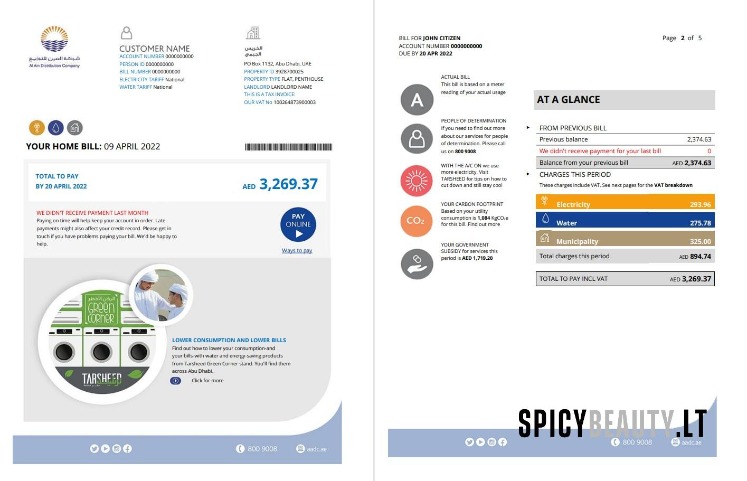 شركة العين للتوزيع
Al Ain Distribution Company
CUSTOMER NAME
ACCOUNT NUMBER 0000000000
PERSON ID 0000000000
BILL NUMBER 0000000000
ELECTRICITY TARIFF National
WATER TARIFF National
PO Box 1132, Abu Dhabi, UAE
PROPERTY ID 3928700025
PROPERTY TYPE FLAT, PENTHOUSE
LANDLORD LANDLORD NAME
THIS IS A TAX INVOICE
OUR VAT No 100264873900003
YOUR HOME BILL: 09 APRIL 2022
TOTAL TO PAY
BY 20 APRIL 2022
AED 3,269.37
WE DIDN'T RECEIVE PAYMENT LAST MONTH
Paying on time will help keep your account in order. Late
payments might also affect your credit record. Please get in
touch if you have problems paying your bill. We'd be happy to
help.
PAY
ONLINE
Ways to pay
GREEN
CORNER
TARSHEED
LOWER CONSUMPTION AND LOWER BILLS
Find out how to lower your consumption and
your bills with water and energy-saving products
from Tarsheed Green Corner stand. You'll find them
across Abu Dhabi.
Click for more
800 9008
aadc.ae
BILL FOR JOHN CITIZEN
ACCOUNT NUMBER 0000000000
DUE BY 20 APR 2022
Page 2 of 5
A
ACTUAL BILL
This bill is based on a meter
reading of your actual usage
PEOPLE OF DETERMINATION
If you need to find out more
about our services for people
of determination. Please call
us on 800 9008
WITH THE A/C ON we use
more electricity. Visit
TARSHEED for tips on how to
cut down and still stay cool
CO₂
YOUR CARBON FOOTPRINT
Based on your utility
consumption is 1,084 KgCO₂e
for this bill. Find out more
YOUR GOVERNMENT
SUBSIDY for services this
period is AED 1,719.20
AT A GLANCE
FROM PREVIOUS BILL
Previous balance 2,374.63
We didn't receive payment for your last bill 0
Balance from your previous bill AED 2,374.63
CHARGES THIS PERIOD
These charges include VAT. See next pages for the VAT breakdown
Electricity 293.96
Water 275.78
Municipality 325.00
Total charges this period AED 894.74
TOTAL TO PAY INCL VAT AED 3,269.37
SPICYBEAUTY.LT
800 9008
aadc.ae